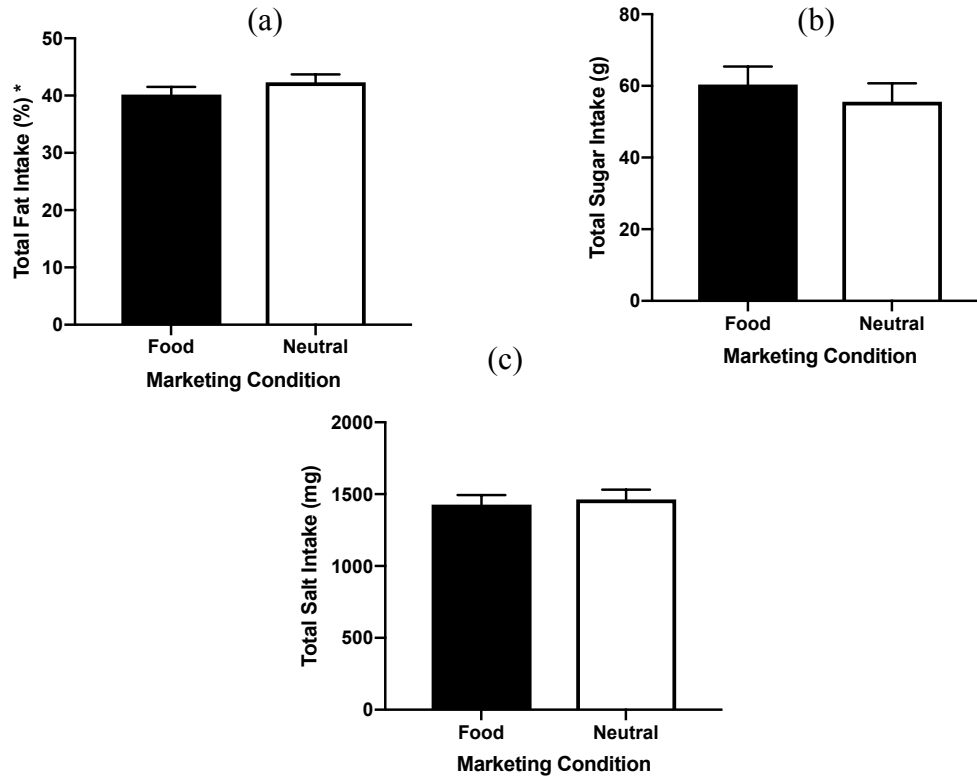 (a)
Total Fat Intake (%) *
50
40
30
20
10
0
Food Neutral
Marketing Condition
(b)
Total Sugar Intake (g)
80
60
40
20
0
Food Neutral
Marketing Condition
(c)
Total Salt Intake (mg)
2000
1500
1000
500
0
Food Neutral
Marketing Condition